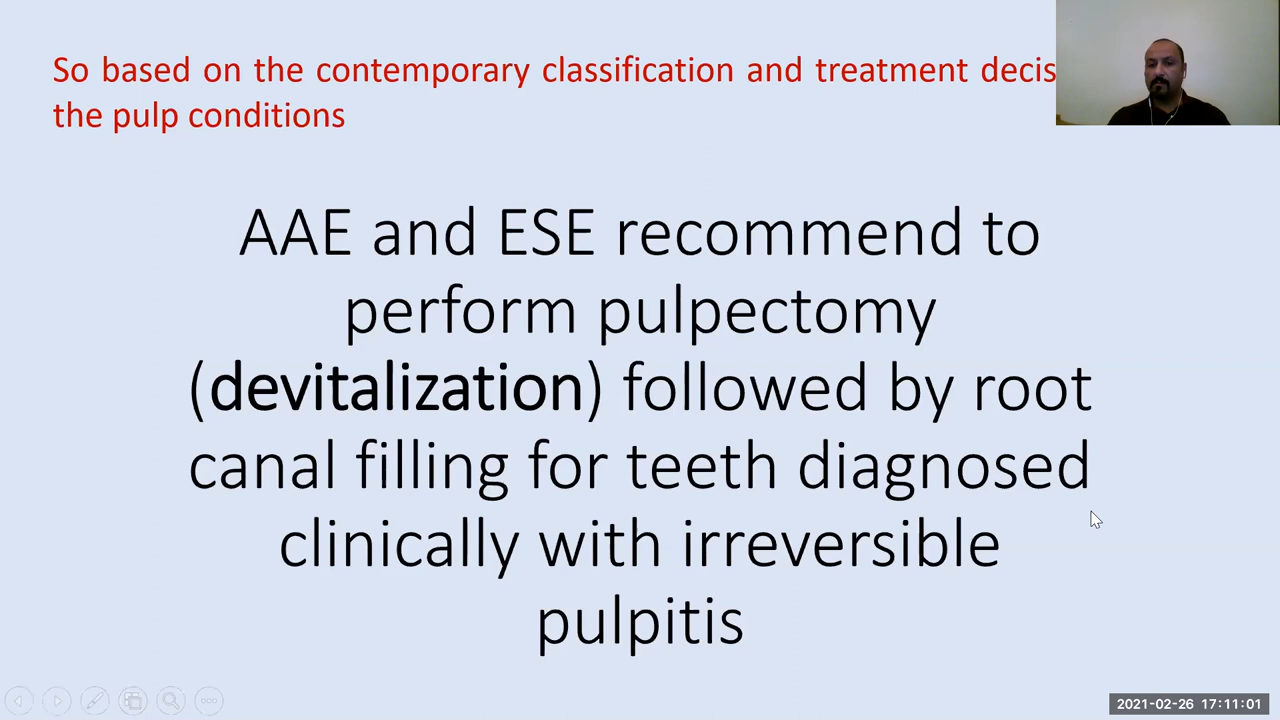 So based on the contemporary classification and treatment decis
the pulp conditions
AAE and ESE recommend to
perform pulpectomy
(devitalization) followed by root
canal filling for teeth diagnosed
clinically with irreversible
pulpitis
2021-02-26 17:11:01